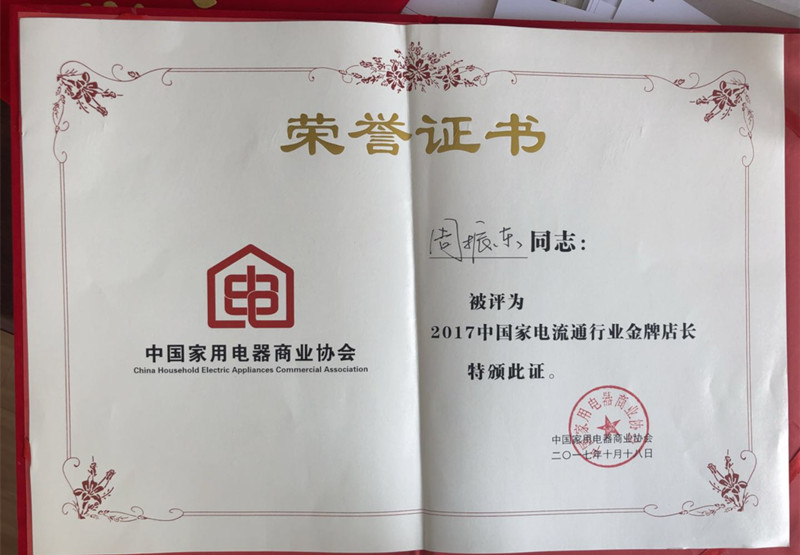 荣誉证书
中国家用电器商业协会
China Household Electric Appliances Commercial Association
周振东同志：
被评为
2017中国家电流通行业金牌店长
特颁此证。
中国家用电器商业协会
二〇一七年十月十八日